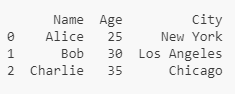 Name Age City
0 Alice 25 New York
1 Bob 30 Los Angeles
2 Charlie 35 Chicago